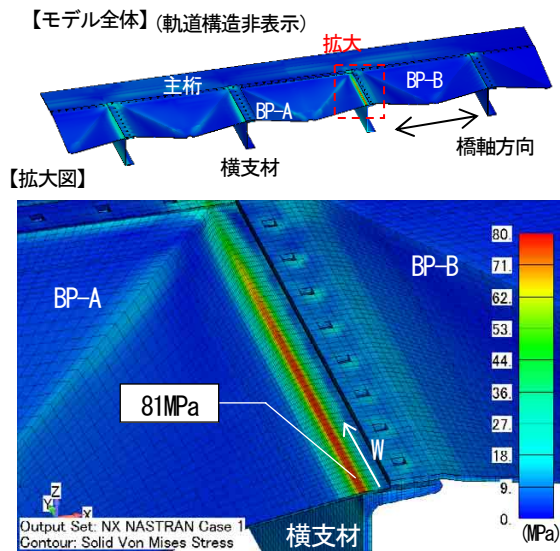 【モデル全体】(軌道構造非表示)
拡大
主桁
BP-B
BP-A
橋軸方向
横支材
【拡大図】
BP-A
BP-B
81MPa
W
横支材
80.
71.
62.
53.
44.
36.
27.
18.
9.
0.
(MPa)
Z
Y
X
Output Set: NX NASTRAN Case 1
Contour: Solid Von Mises Stress